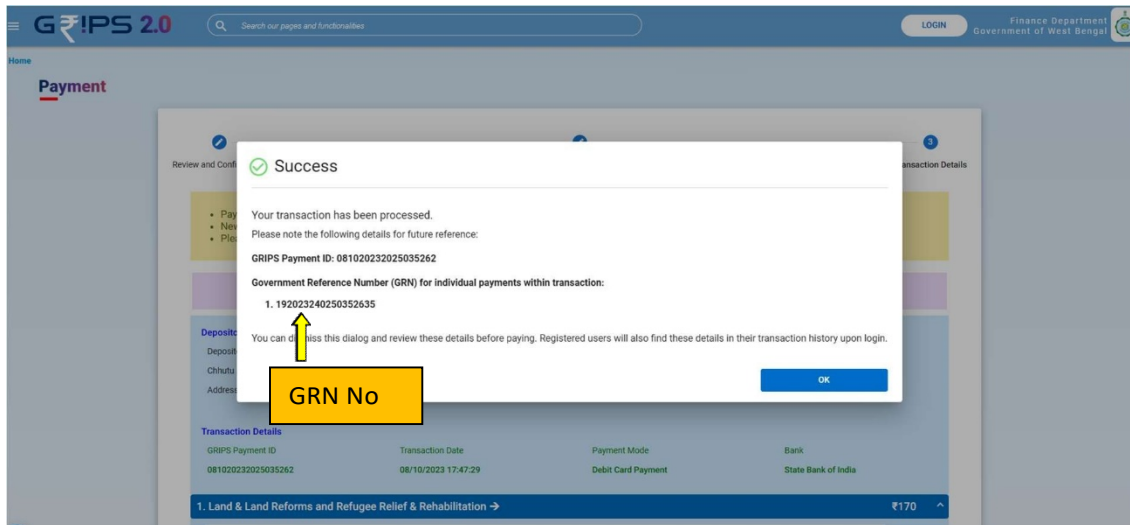 G₹!PS 2.0
Search our pages and functionalities
LOGIN
Finance Department
Government of West Bengal
Home
Payment
3
Review and Conf
ansaction Details
Success
Pay
New
Plea
Your transaction has been processed.
Please note the following details for future reference:
GRIPS Payment ID: 081020232025035262
Government Reference Number (GRN) for individual payments within transaction:
1. 192023240250352635
You can di miss this dialog and review these details before paying. Registered users will also find these details in their transaction history upon login.
OK
GRN No
Deposito
Deposit
Chhutu
Address
Transaction Details
GRIPS Payment ID Transaction Date Payment Mode Bank
081020232025035262 08/10/2023 17:47:29 Debit Card Payment State Bank of India
1. Land & Land Reforms and Refugee Relief & Rehabilitation → ₹170